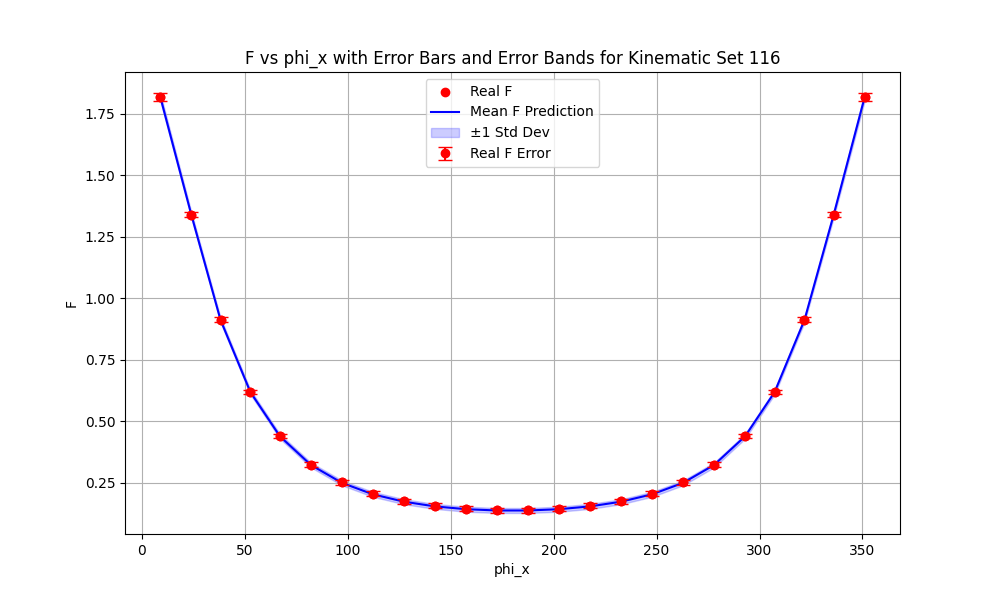 F vs phi_x with Error Bars and Error Bands for Kinematic Set 116
Real F
Mean F Prediction
±1 Std Dev
Real F Error
F
1.75
1.50
1.25
1.00
0.75
0.50
0.25
0 50 100 150 200 250 300 350
phi_x